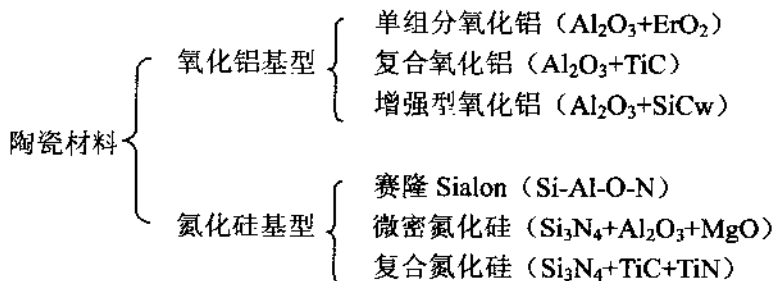 单组分氧化铝（Al₂O₃+ErO₂）
氧化铝基型
复合氧化铝（Al₂O₃+TiC）
增强型氧化铝（Al₂O₃+SiCw）
陶瓷材料
赛隆 Sialon（Si-Al-O-N）
氮化硅基型
微密氮化硅（Si₃N₄+Al₂O₃+MgO）
复合氮化硅（Si₃N₄+TiC+TiN）